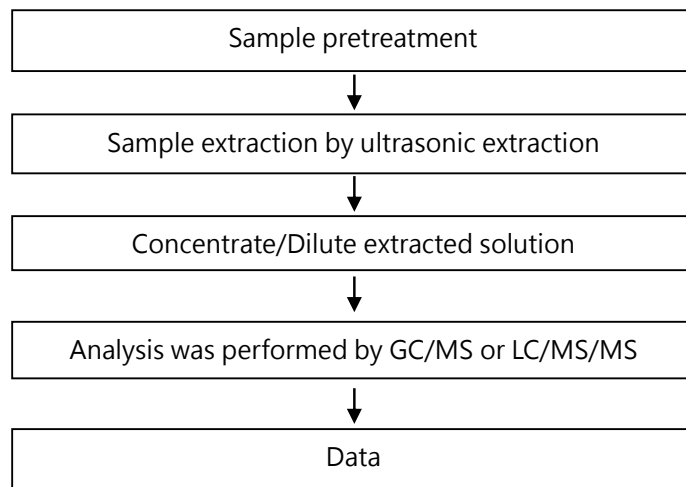 Sample pretreatment
Sample extraction by ultrasonic extraction
Concentrate/Dilute extracted solution
Analysis was performed by GC/MS or LC/MS/MS
Data